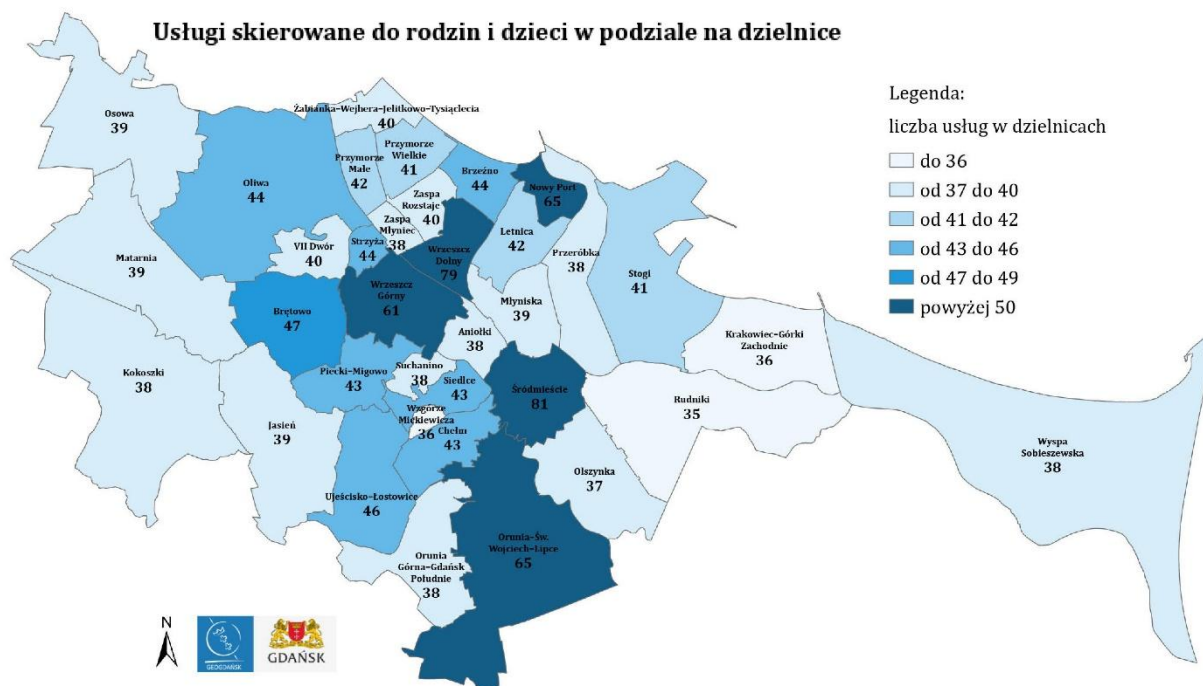 Usługi skierowane do rodzin i dzieci w podziale na dzielnice
Legenda:
liczba usług w dzielnicach
do 36
od 37 do 40
od 41 do 42
od 43 do 46
od 47 do 49
powyżej 50
Osowa
39
Żabianka-Wejhera-Jelitkowo-Tysiąclecia
40
Przymorze
Wielkie
41
Przymorze
Małe
42
Oliwa
44
Brzeźno
44
Nowy Port
65
Zaspa
Rozstaje
40
Zaspa
Młyniec
38
Letnica
42
VII Dwór
40
Strzyża
44
Wrzeszcz
Dolny
79
Przeróbka
38
Stogi
41
Matarnia
39
Wrzeszcz
Górny
61
Młyniska
39
Brętowo
47
Aniołki
38
Krakowiec-Górki
Zachodnie
36
Kokoszki
38
Piecki-Migowo
43
Suchanino
38
Siedlce
43
Śródmieście
81
Rudniki
35
Wzgórze
Mickiewicza
36
Chełm
43
Jasień
39
Wyspa
Sobieszewska
38
Olszynka
37
Ujeścisko-Łostowice
46
Orunia-Św.
Wojciech-Lipce
65
Orunia
Górna-Gdańsk
Południe
38
N
GEOGDAŃSK
GDAŃSK